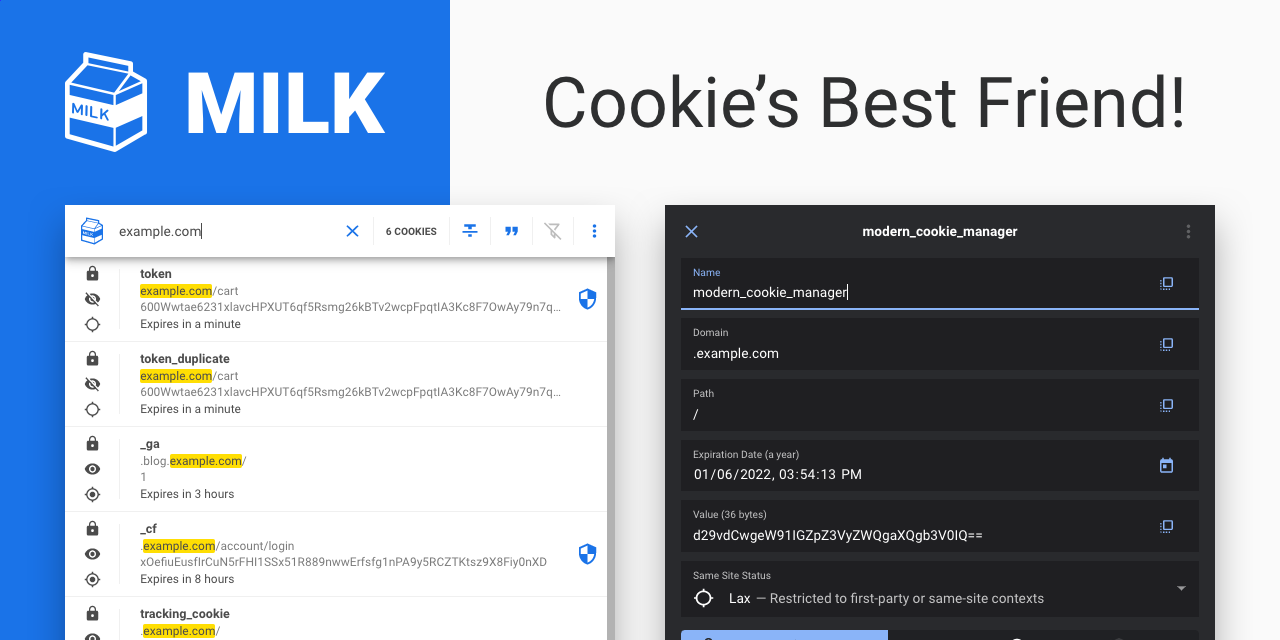 MILK
MILK
Cookie’s Best Friend!
MILK
example.com
6 COOKIES
token
example.com/cart
600Wwtae6231xlavcHPXUT6qf5Rsmg26kBTv2wcpFpqtIA3Kc8F7OwAy79n7q...
Expires in a minute
token_duplicate
example.com/cart
600Wwtae6231xlavcHPXUT6qf5Rsmg26kBTv2wcpFpqtIA3Kc8F7OwAy79n7q...
Expires in a minute
_ga
.blog.example.com/
1
Expires in 3 hours
_cf
.example.com/account/login
xOefiuEusfIrCuN5rFHI1SSx51R889nwwErfsfg1nPA9y5RCZTKtsz9X8Fiy0nXD
Expires in 8 hours
tracking_cookie
.example.com/
modern_cookie_manager
Name
modern_cookie_manager
Domain
.example.com
Path
/
Expiration Date (a year)
01/06/2022, 03:54:13 PM
Value (36 bytes)
d29vdCwgeW91IGZpZ3VyZWQgaXQgb3V0IQ==
Same Site Status
Lax — Restricted to first-party or same-site contexts